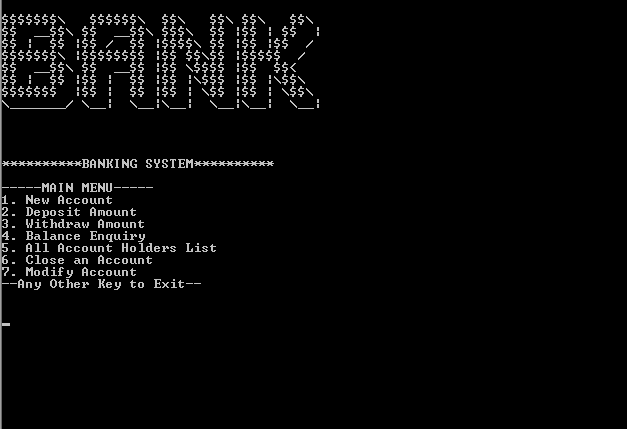 $$$$$$$\   $$$$$$\  $$\   $$\ $$\   $$\
$$  __$$\ $$  __$$\ $$$\  $$ |$$ | $$  |
$$ |  $$ |$$ /  $$ |$$$$\ $$ |$$ |$$  /
$$$$$$$\ |$$$$$$$$ |$$ $$\$$ |$$$$$  /
$$  __$$\ $$  __$$ |$$ \$$$$ |$$  $$<
$$ |  $$ |$$ |  $$ |$$ |\$$$ |$$ |\$$\
$$$$$$$  |$$ |  $$ |$$ | \$$ |$$ | \$$\
\_______/ \__|  \__|\__|  \__|\__|  \__|
**********BANKING SYSTEM**********
-----MAIN MENU-----
1. New Account
2. Deposit Amount
3. Withdraw Amount
4. Balance Enquiry
5. All Account Holders List
6. Close an Account
7. Modify Account
--Any Other Key to Exit--